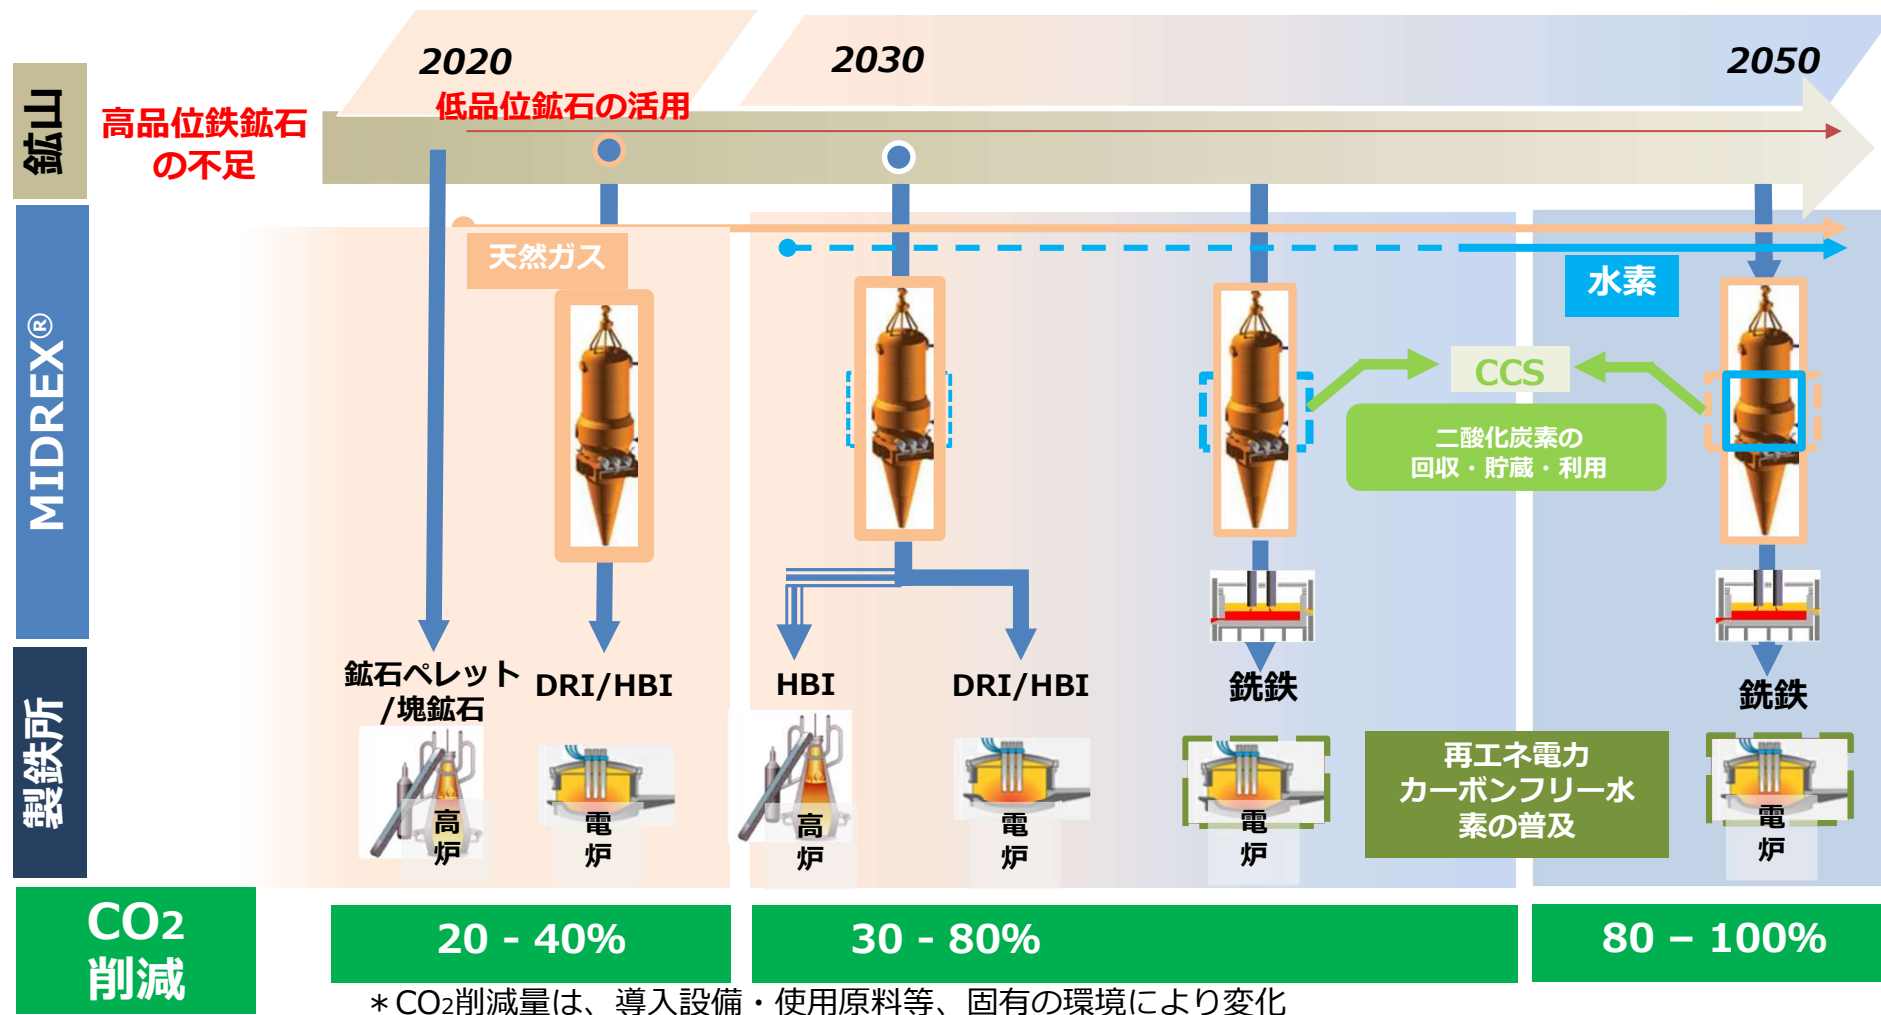 2020
2030
2050
鉱山
高品位鉄鉱石
の不足
低品位鉱石の活用
MIDREX®
天然ガス
水素
CCS
二酸化炭素の
回収・貯蔵・利用
製鉄所
鉱石ペレット
/塊鉱石
DRI/HBI
HBI
DRI/HBI
銑鉄
銑鉄
高
炉
電
炉
高
炉
電
炉
電
炉
再エネ電力
カーボンフリー水
素の普及
電
炉
CO2
削減
20 - 40%
30 - 80%
80 – 100%
＊CO2削減量は、導入設備・使用原料等、固有の環境により変化